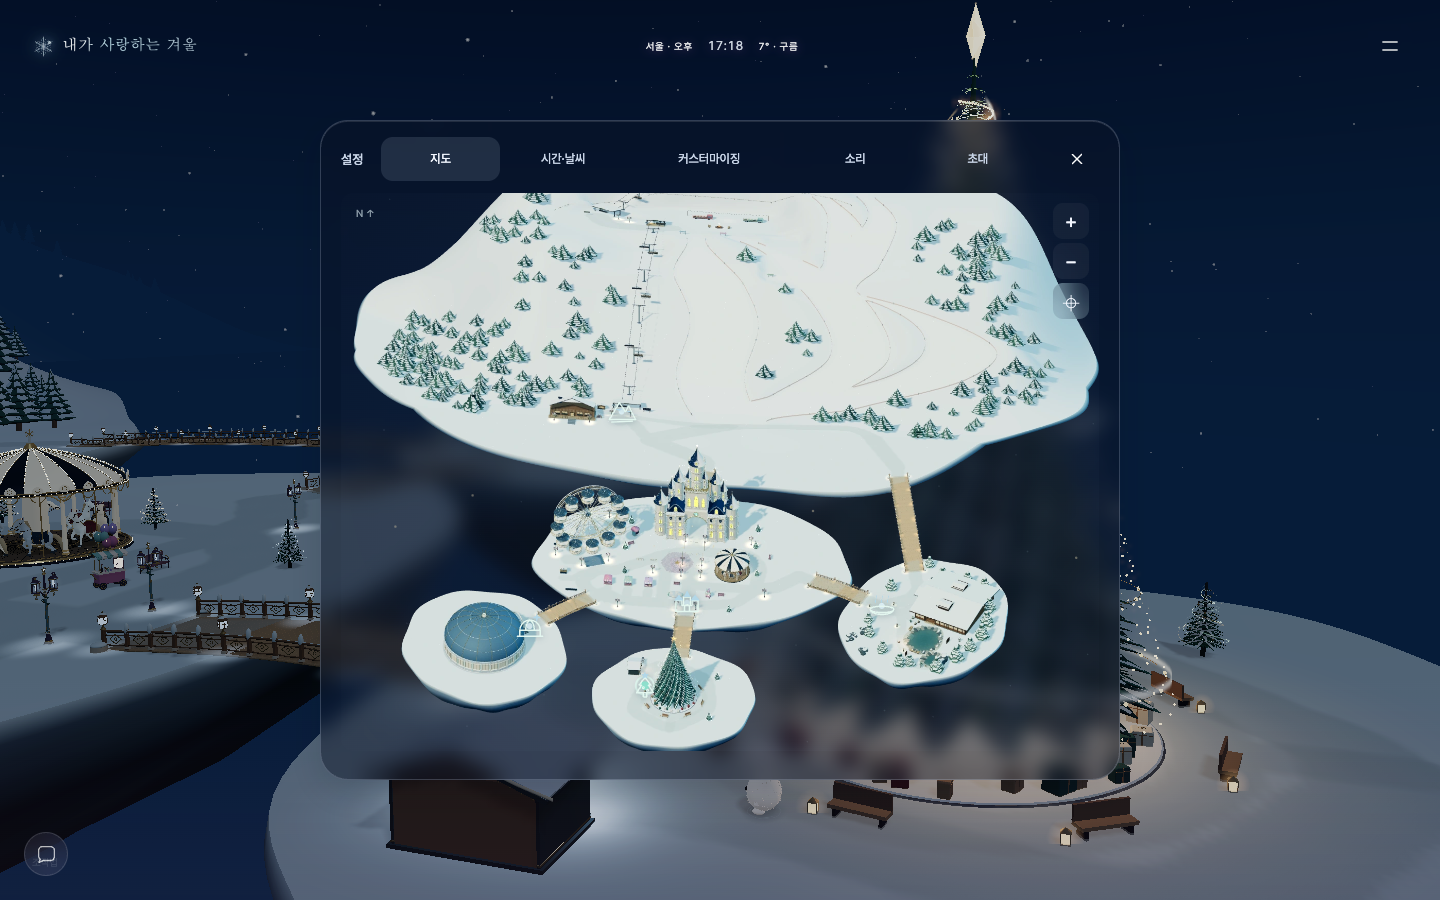 내가 사랑하는 겨울
서울 · 오후 17:18 7° · 구름
설정 지도 시간·날씨 커스터마이징 소리 초대
N ↑
+
−